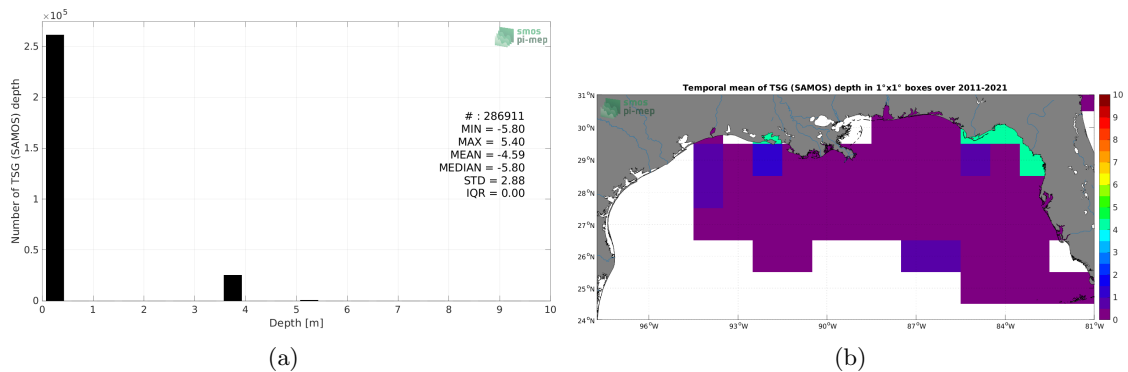 ×10⁵
smos
pi-mep
Number of TSG (SAMOS) depth
2.5
2
1.5
1
0.5
0
# : 286911
MIN = -5.80
MAX = 5.40
MEAN = -4.59
MEDIAN = -5.80
STD = 2.88
IQR = 0.00
0 1 2 3 4 5 6 7 8 9 10
Depth [m]
(a)
Temporal mean of TSG (SAMOS) depth in 1°x1° boxes over 2011-2021
smos
pi-mep
31°N
30°N
29°N
28°N
27°N
26°N
25°N
24°N
96°W 93°W 90°W 87°W 84°W 81°W
10
9
8
7
6
5
4
3
2
1
0
(b)